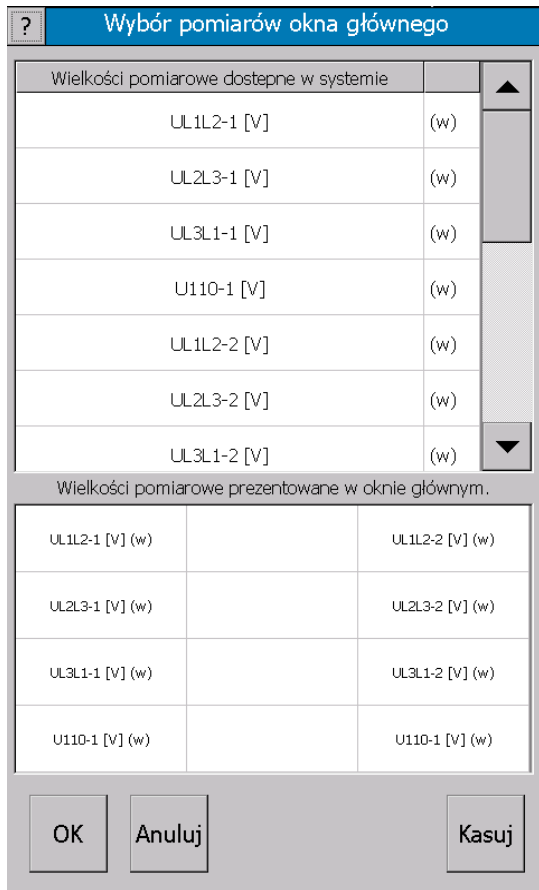 ? Wybór pomiarów okna głównego
Wielkości pomiarowe dostepne w systemie
UL1L2-1 [V] (w)
UL2L3-1 [V] (w)
UL3L1-1 [V] (w)
U110-1 [V] (w)
UL1L2-2 [V] (w)
UL2L3-2 [V] (w)
UL3L1-2 [V] (w)
Wielkości pomiarowe prezentowane w oknie głównym.
UL1L2-1 [V] (w) UL1L2-2 [V] (w)
UL2L3-1 [V] (w) UL2L3-2 [V] (w)
UL3L1-1 [V] (w) UL3L1-2 [V] (w)
U110-1 [V] (w) U110-1 [V] (w)
OK Anuluj Kasuj